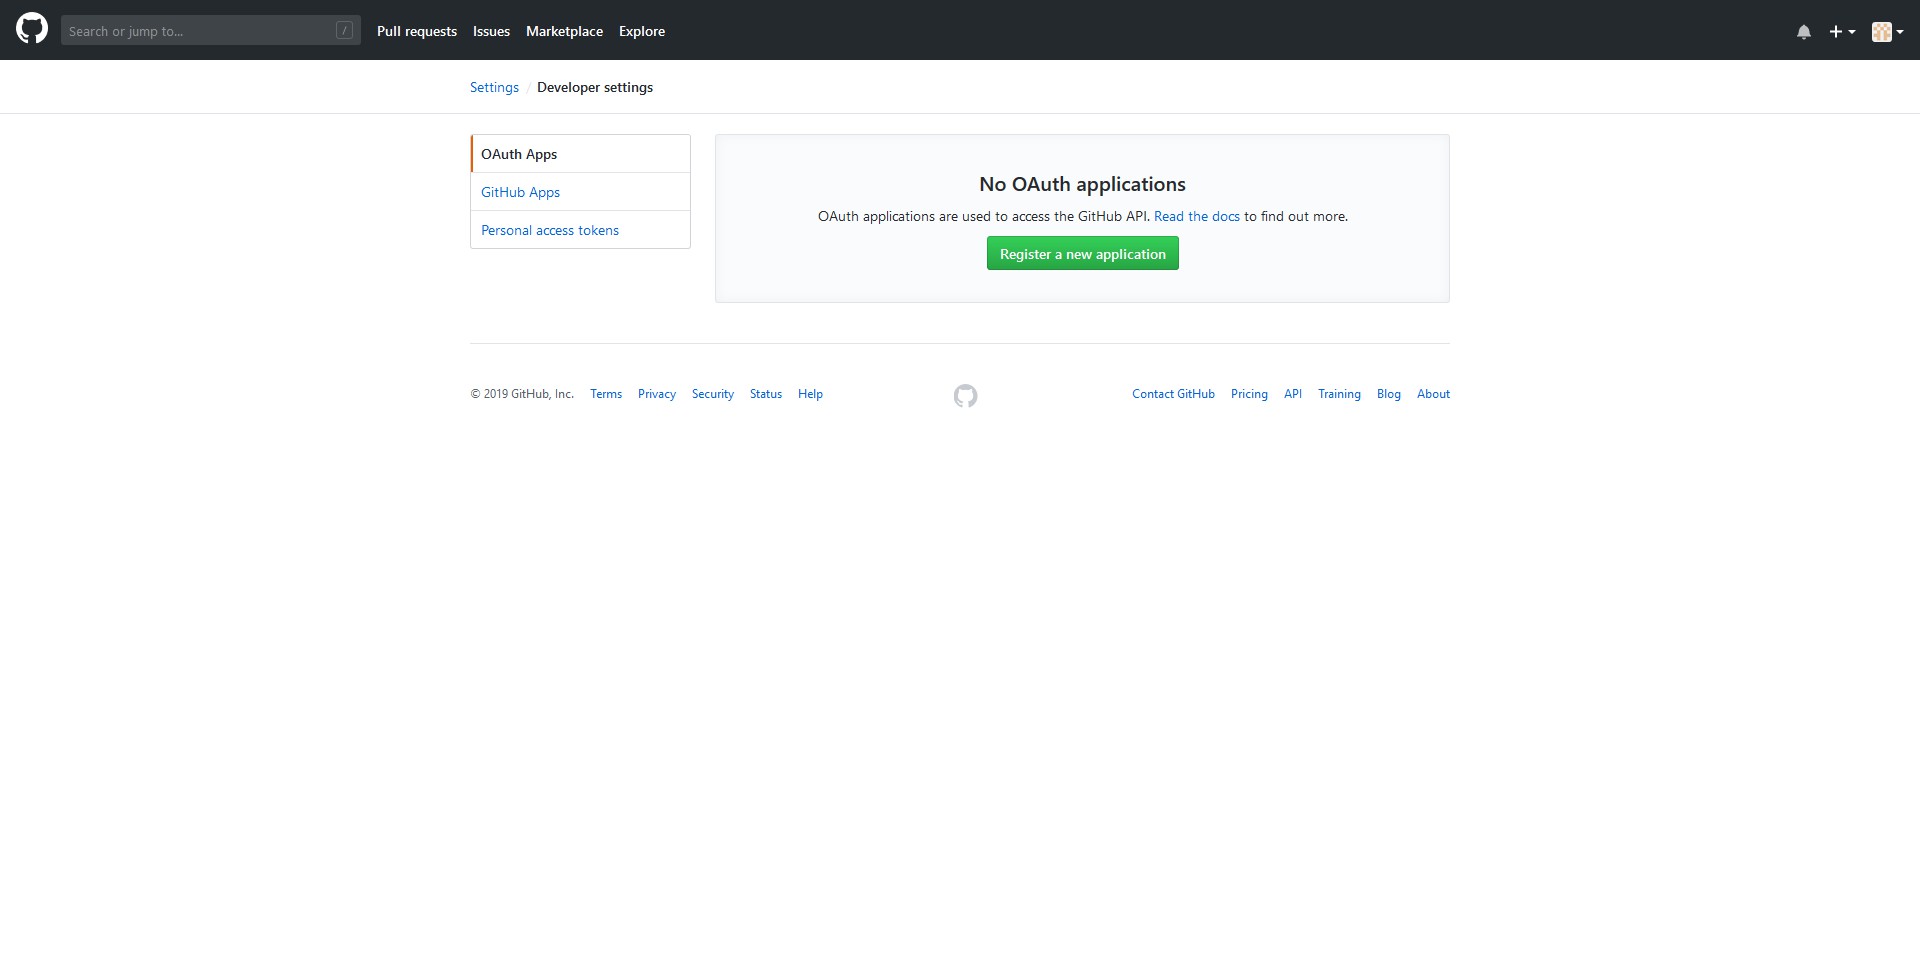 Search or jump to... /
Pull requests Issues Marketplace Explore
Settings / Developer settings
OAuth Apps
GitHub Apps
Personal access tokens
No OAuth applications
OAuth applications are used to access the GitHub API. Read the docs to find out more.
Register a new application
© 2019 GitHub, Inc. Terms Privacy Security Status Help
Contact GitHub Pricing API Training Blog About